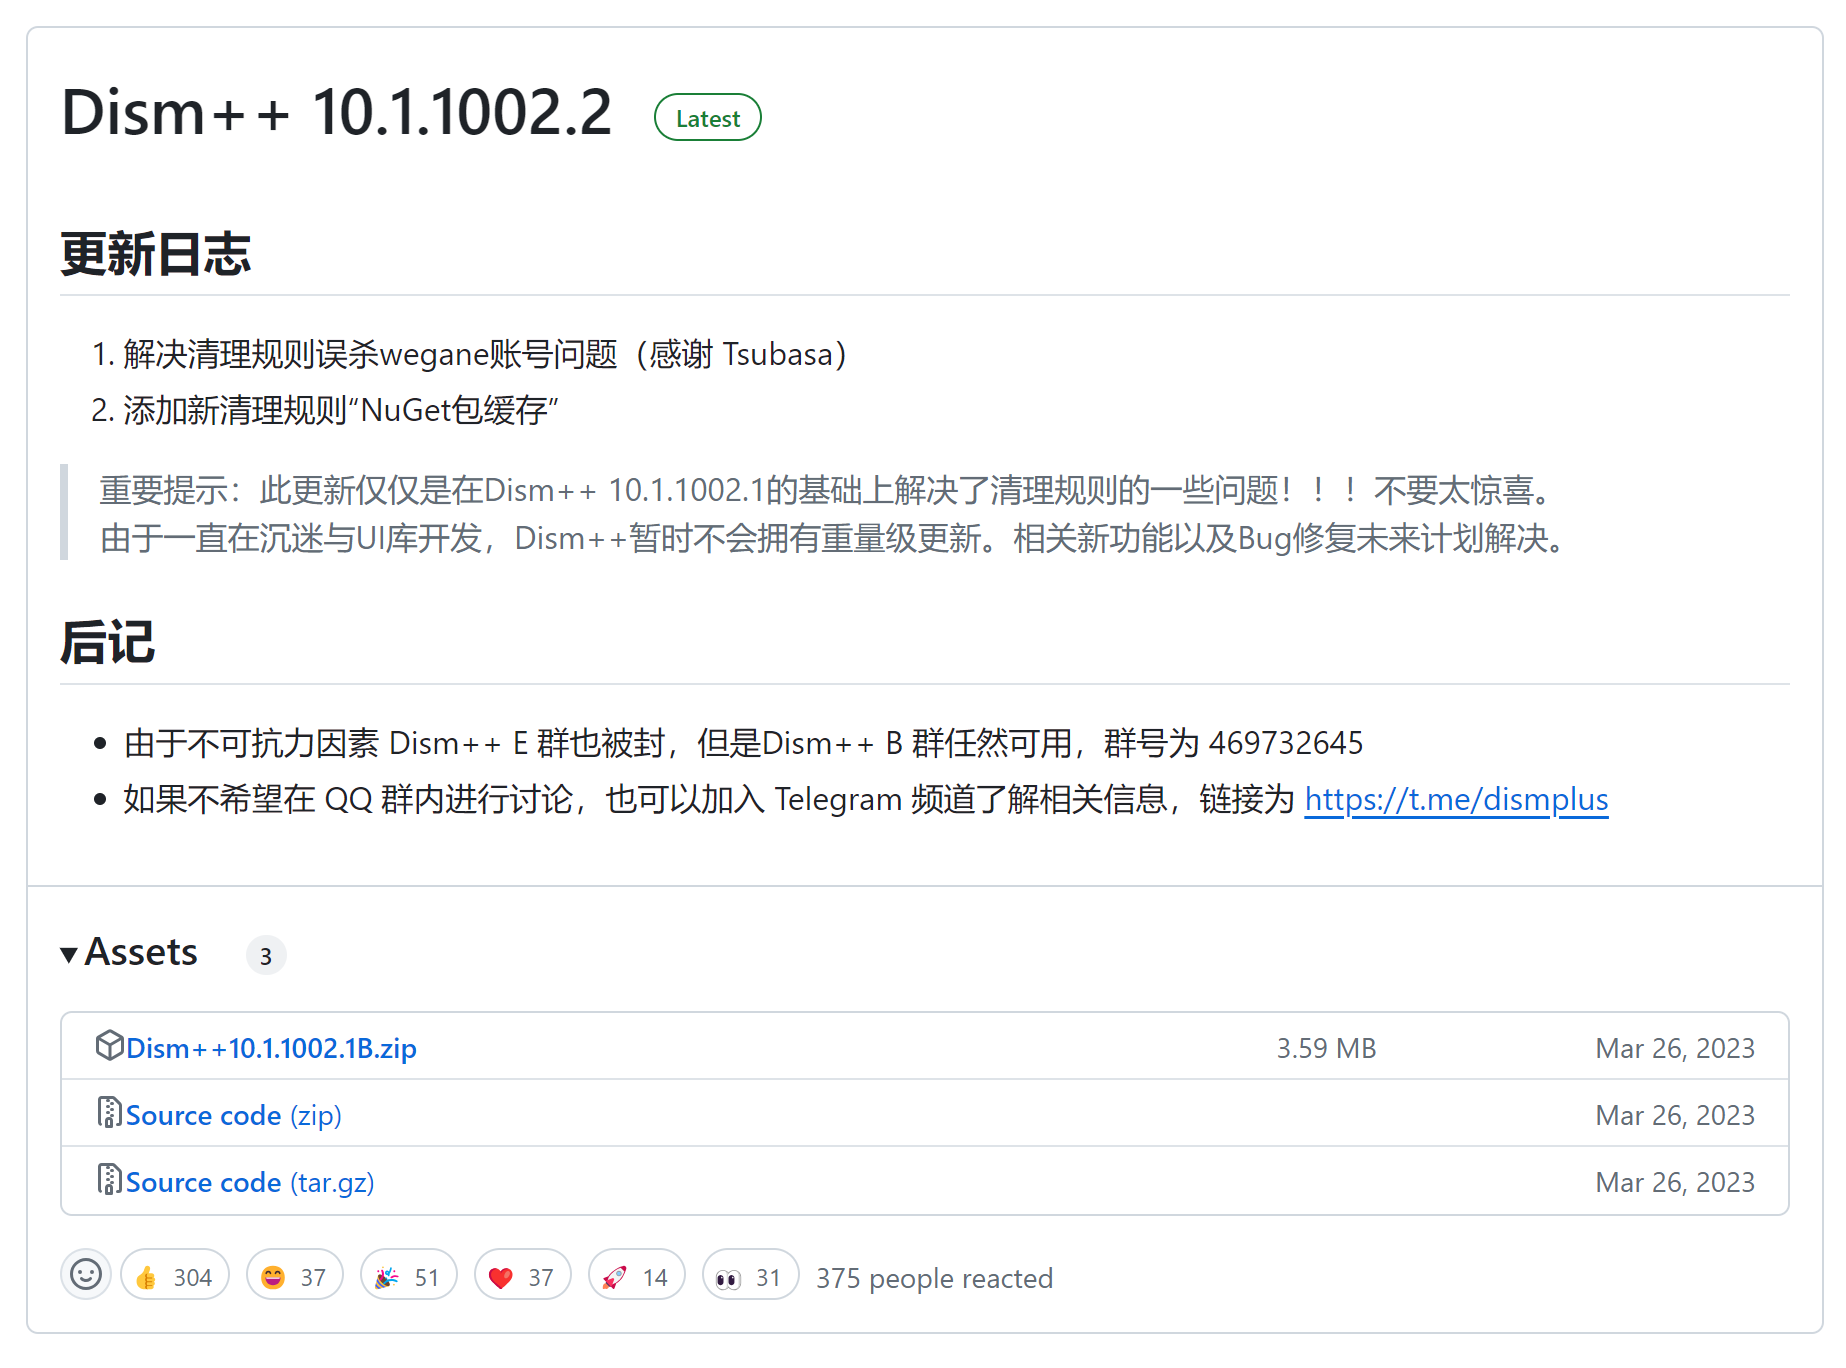 Dism++ 10.1.1002.2 Latest
更新日志
1. 解决清理规则误杀wegane账号问题（感谢 Tsubasa）
2. 添加新清理规则“NuGet包缓存”
重要提示：此更新仅仅是在Dism++ 10.1.1002.1的基础上解决了清理规则的一些问题！！！不要太惊喜。
由于一直在沉迷与UI库开发，Dism++暂时不会拥有重量级更新。相关新功能以及Bug修复未来计划解决。
后记
• 由于不可抗力因素 Dism++ E 群也被封，但是Dism++ B 群任然可用，群号为 469732645
• 如果不希望在 QQ 群内进行讨论，也可以加入 Telegram 频道了解相关信息，链接为 https://t.me/dismplus
Assets 3
Dism++10.1.1002.1B.zip 3.59 MB Mar 26, 2023
Source code (zip) Mar 26, 2023
Source code (tar.gz) Mar 26, 2023
👍 304 😄 37 🎉 51 ❤️ 37 🚀 14 👀 31 375 people reacted